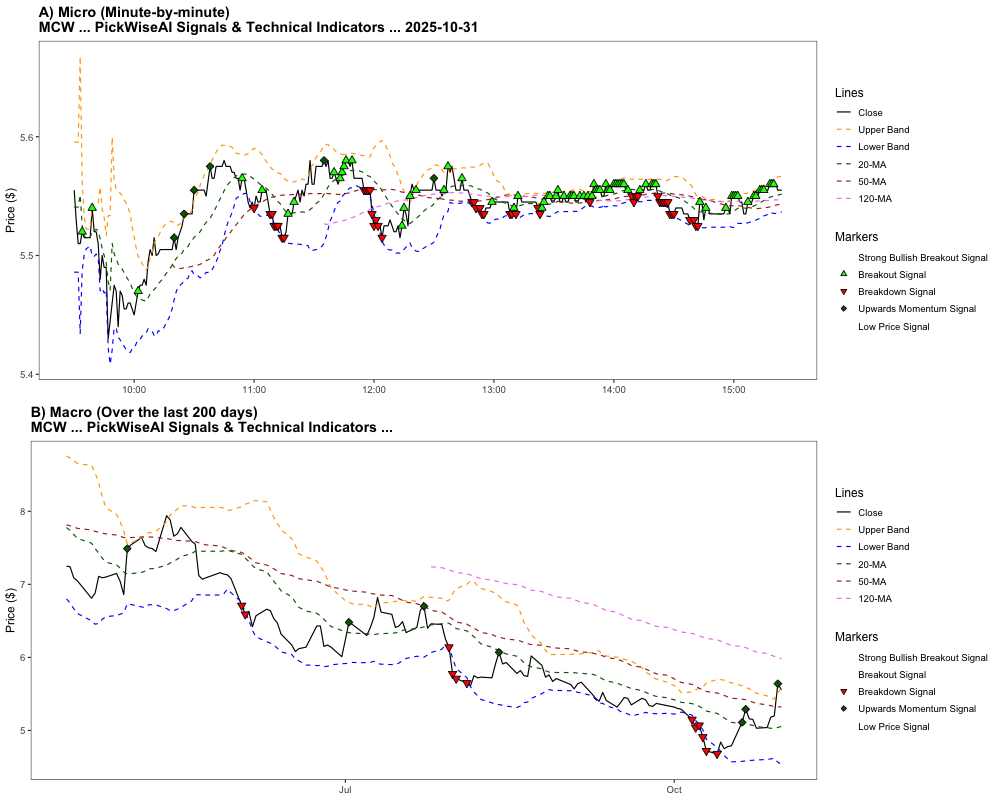 A) Micro (Minute-by-minute)
MCW ... PickWiseAI Signals & Technical Indicators ... 2025-10-31
Price ($)
5.6
5.5
5.4
10:00
11:00
12:00
13:00
14:00
15:00
Lines
Close
Upper Band
Lower Band
20-MA
50-MA
120-MA
Markers
Strong Bullish Breakout Signal
Breakout Signal
Breakdown Signal
Upwards Momentum Signal
Low Price Signal
B) Macro (Over the last 200 days)
MCW ... PickWiseAI Signals & Technical Indicators ...
Price ($)
8
7
6
5
Jul
Oct
Lines
Close
Upper Band
Lower Band
20-MA
50-MA
120-MA
Markers
Strong Bullish Breakout Signal
Breakout Signal
Breakdown Signal
Upwards Momentum Signal
Low Price Signal